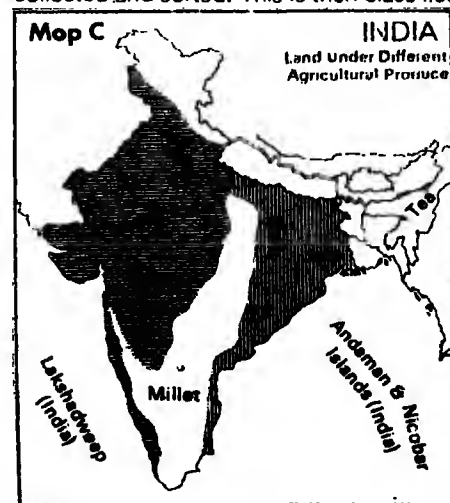 Mop C
INDIA
Land Under Different
Agricultural Produce
Tea
Millet
Lakshadweep
(India)
Andaman & Nicobar
Islands (India)